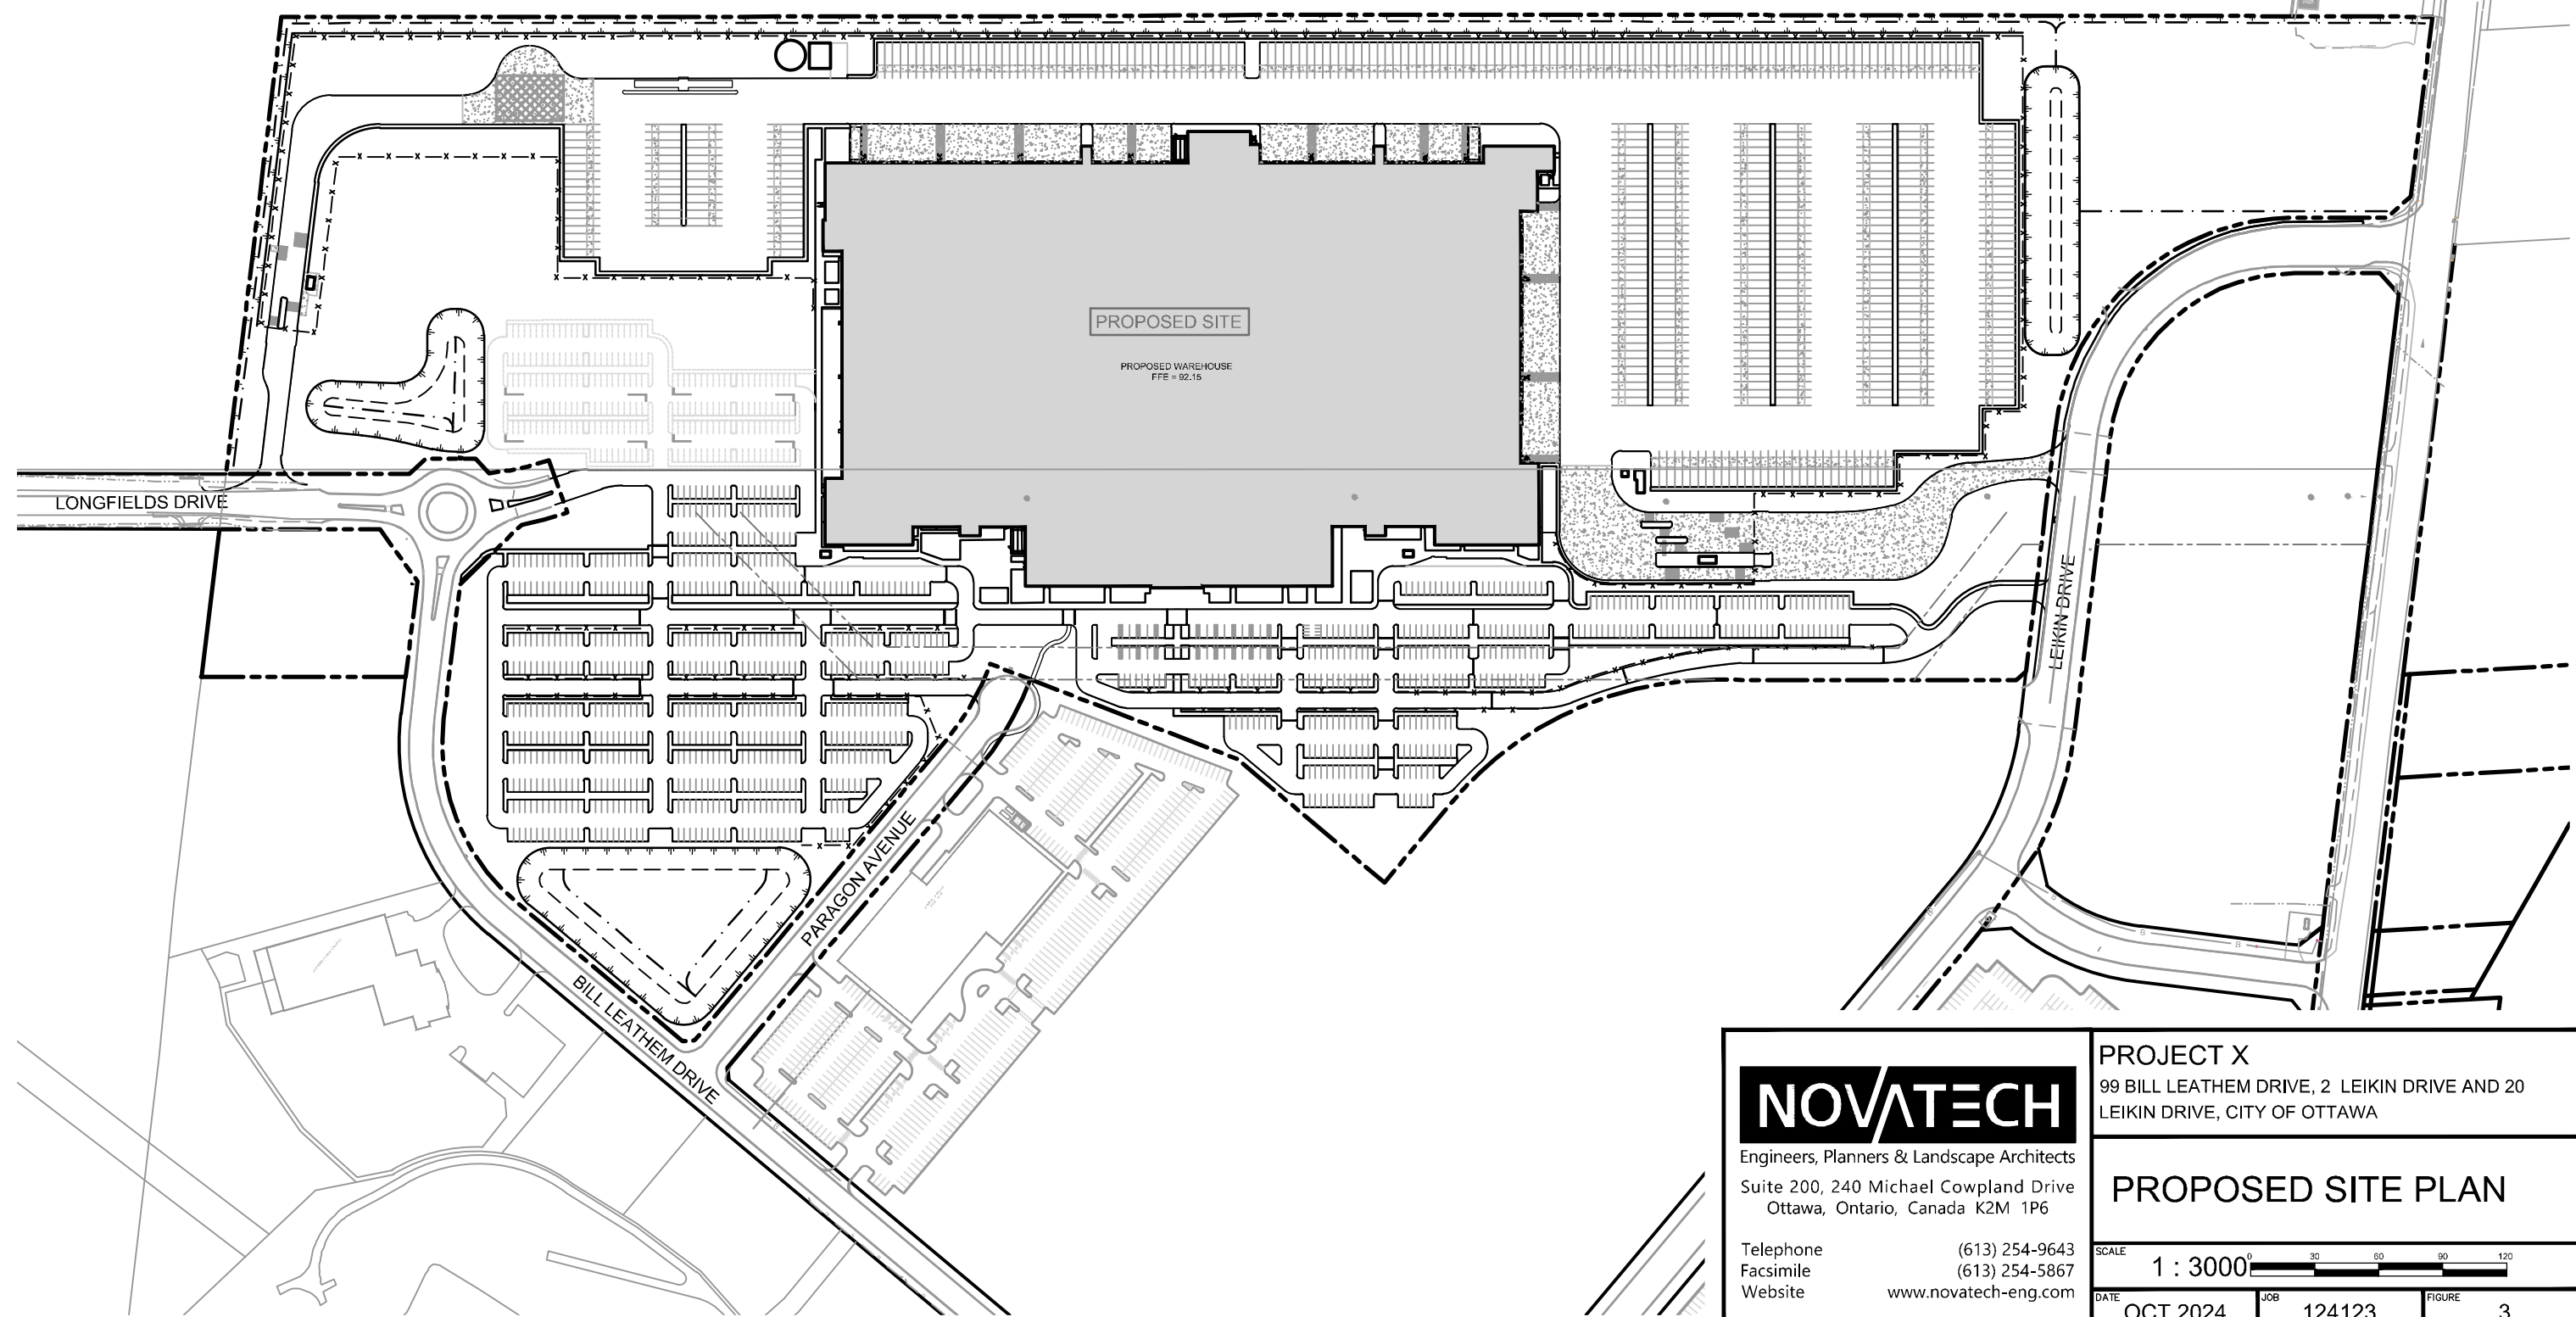 PROPOSED SITE
PROPOSED WAREHOUSE
FFE = 92.15
LONGFIELDS DRIVE
LEIKIN DRIVE
PARAGON AVENUE
BILL LEATHEM DRIVE
NOVATECH
Engineers, Planners & Landscape Architects
Suite 200, 240 Michael Cowpland Drive
Ottawa, Ontario, Canada K2M 1P6
Telephone (613) 254-9643
Facsimile (613) 254-5867
Website www.novatech-eng.com
PROJECT X
99 BILL LEATHEM DRIVE, 2 LEIKIN DRIVE AND 20
LEIKIN DRIVE, CITY OF OTTAWA
PROPOSED SITE PLAN
SCALE
1 : 3000
0 30 60 90 120
DATE JOB FIGURE
OCT 2024 124123 3